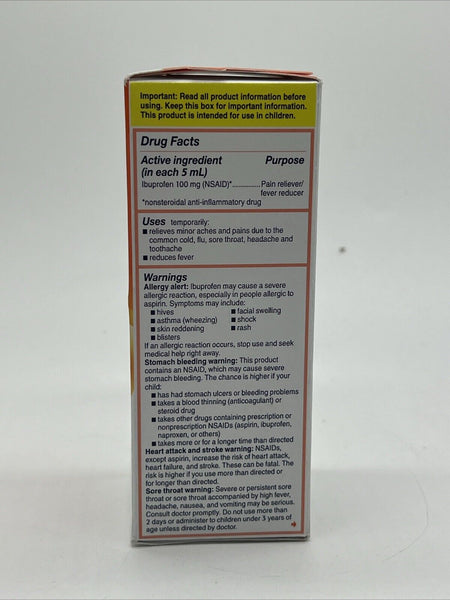 Important: Read all product information before
using. Keep this box for important information.
This product is intended for use in children.
Drug Facts
Active ingredient Purpose
(in each 5 mL)
Ibuprofen 100 mg (NSAID)*..............Pain reliever/
fever reducer
*nonsteroidal anti-inflammatory drug
Uses temporarily:
■ relieves minor aches and pains due to the
common cold, flu, sore throat, headache and
toothache
■ reduces fever
Warnings
Allergy alert: Ibuprofen may cause a severe
allergic reaction, especially in people allergic to
aspirin. Symptoms may include:
■ hives ■ facial swelling
■ asthma (wheezing) ■ shock
■ skin reddening ■ rash
■ blisters
If an allergic reaction occurs, stop use and seek
medical help right away.
Stomach bleeding warning: This product
contains an NSAID, which may cause severe
stomach bleeding. The chance is higher if your
child:
■ has had stomach ulcers or bleeding problems
■ takes a blood thinning (anticoagulant) or
steroid drug
■ takes other drugs containing prescription or
nonprescription NSAIDs (aspirin, ibuprofen,
naproxen, or others)
■ takes more or for a longer time than directed
Heart attack and stroke warning: NSAIDs,
except aspirin, increase the risk of heart attack,
heart failure, and stroke. These can be fatal. The
risk is higher if you use more than directed or
for longer than directed.
Sore throat warning: Severe or persistent sore
throat or sore throat accompanied by high fever,
headache, nausea, and vomiting may be serious.
Consult doctor promptly. Do not use more than
2 days or administer to children under 3 years of
age unless directed by doctor.